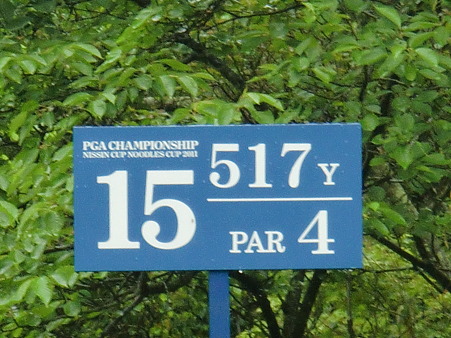 PGA CHAMPIONSHIP
NISSIN CUP NOODLES CUP 2011
15
517 Y
PAR 4